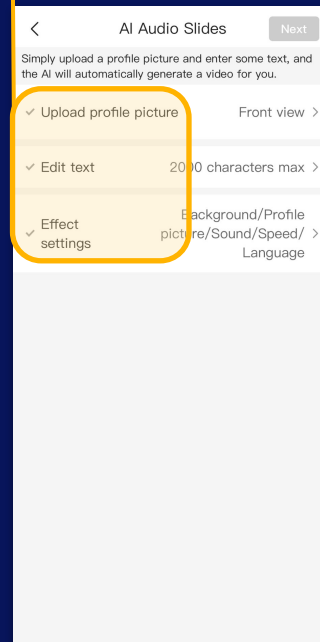 AI Audio Slides
Next
Simply upload a profile picture and enter some text, and
the AI will automatically generate a video for you.
Upload profile picture
Front view
Edit text
2000 characters max
Effect
settings
Background/Profile
picture/Sound/Speed/
Language